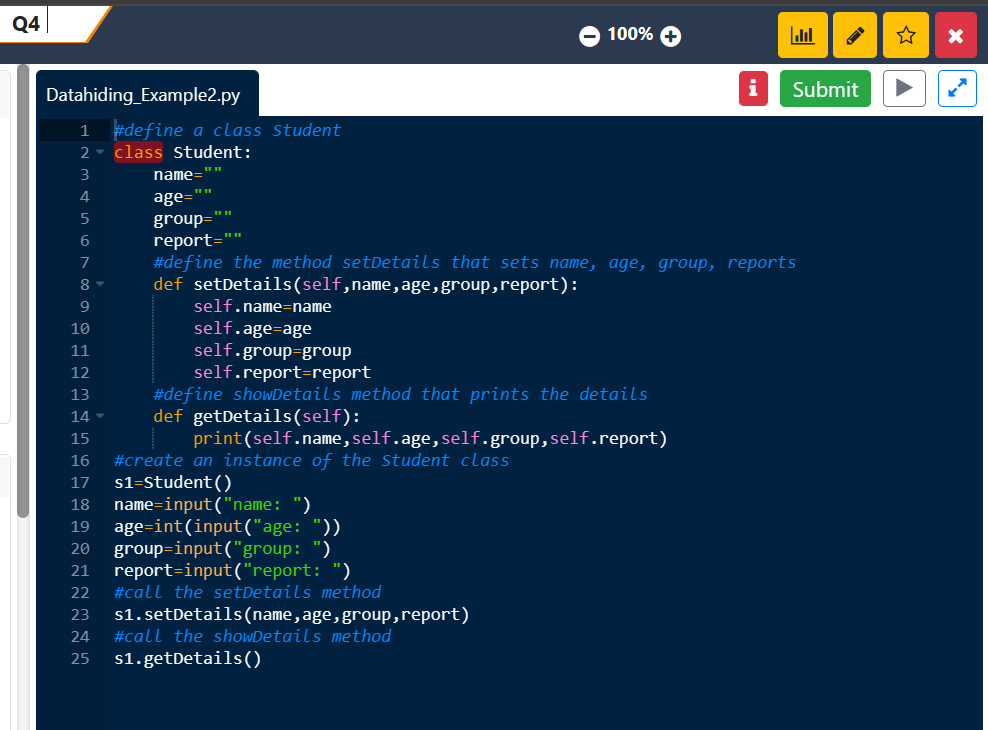 Q4
100%
Datahiding_Example2.py
Submit
1 #define a class Student
2 class Student:
3     name=""
4     age=""
5     group=""
6     report=""
7     #define the method setDetails that sets name, age, group, reports
8     def setDetails(self,name,age,group,report):
9         self.name=name
10         self.age=age
11         self.group=group
12         self.report=report
13     #define showDetails method that prints the details
14     def getDetails(self):
15         print(self.name,self.age,self.group,self.report)
16 #create an instance of the Student class
17 s1=Student()
18 name=input("name: ")
19 age=int(input("age: "))
20 group=input("group: ")
21 report=input("report: ")
22 #call the setDetails method
23 s1.setDetails(name,age,group,report)
24 #call the showDetails method
25 s1.getDetails()